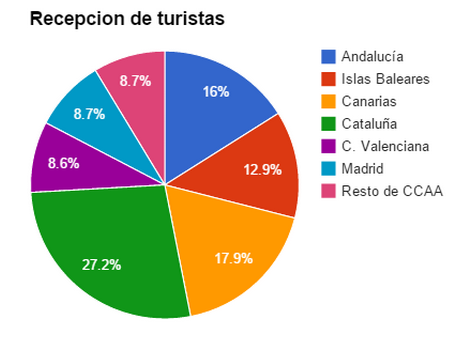 Recepcion de turistas
8.7%
16%
8.7%
8.6%
12.9%
17.9%
27.2%
Andalucía
Islas Baleares
Canarias
Cataluña
C. Valenciana
Madrid
Resto de CCAA